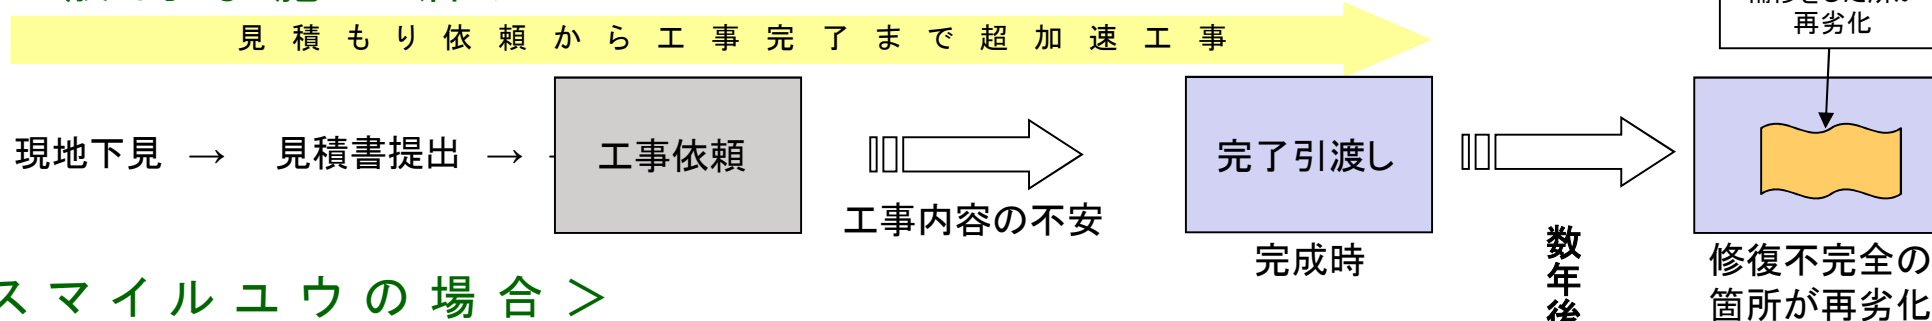 見積もり依頼から工事完了まで超加速工事
再劣化
現地下見 → 見積書提出 →
工事依頼
工事内容の不安
完了引渡し
完成時
数年後
修復不完全の
箇所が再劣化
スマイルユウの場合＞